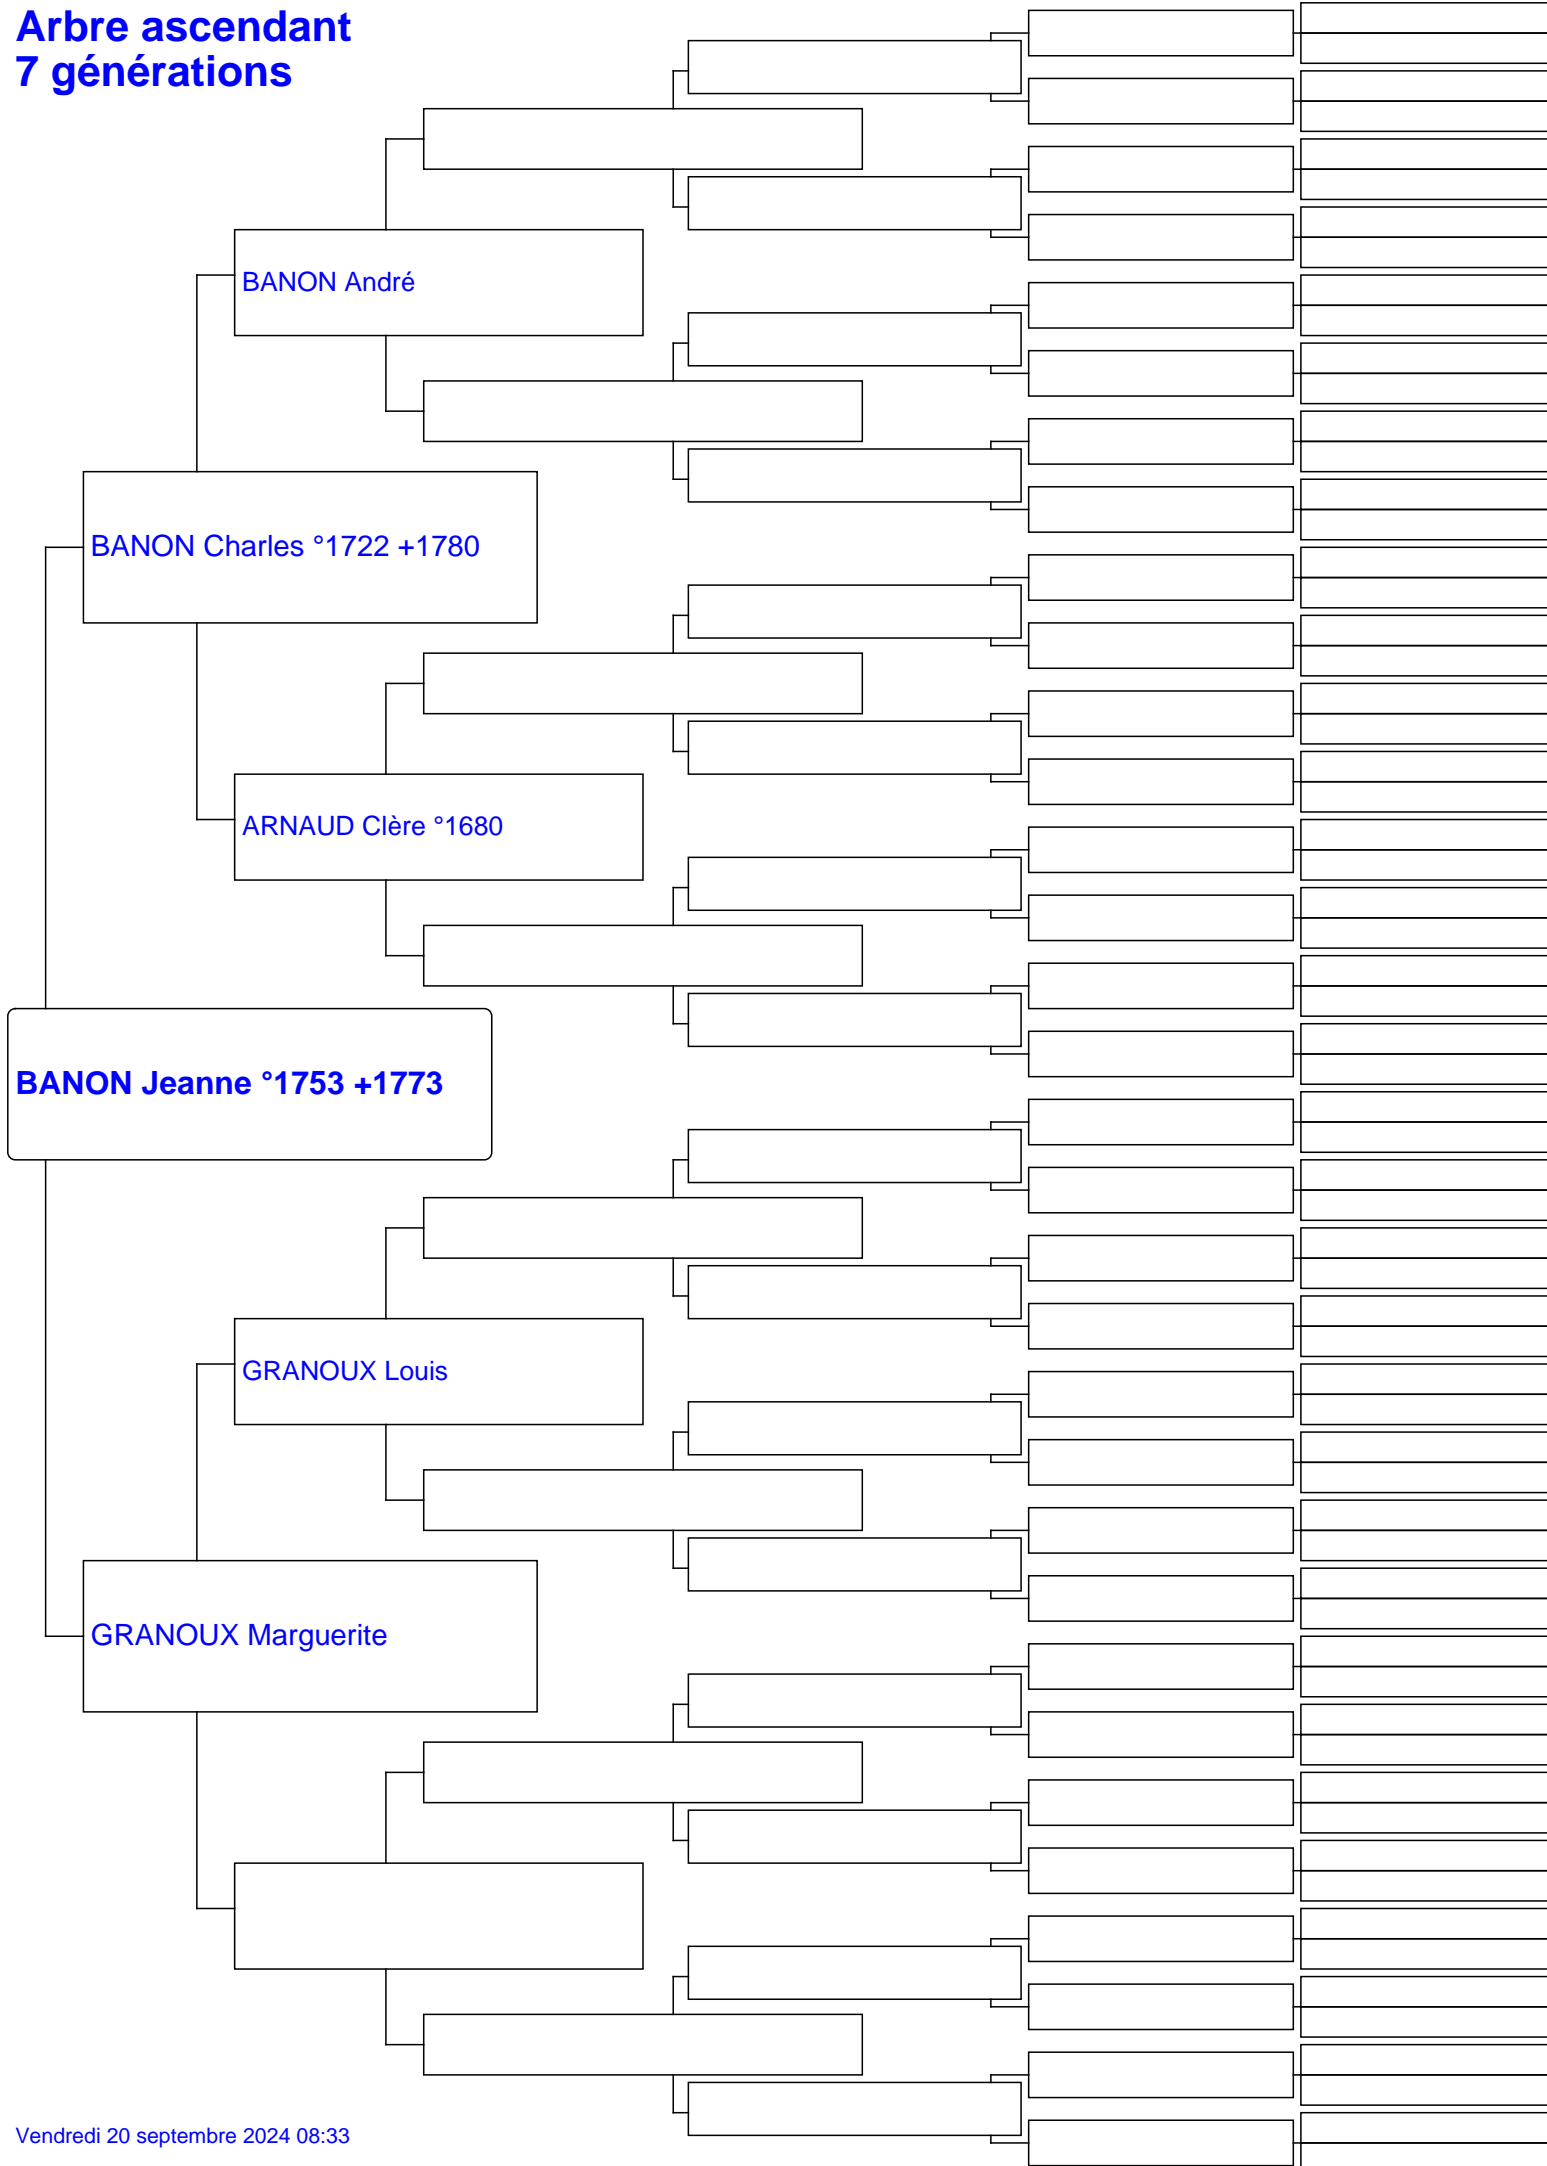 Arbre ascendant
7 générations
BANON André
BANON Charles °1722 +1780
ARNAUD Clère °1680
BANON Jeanne °1753 +1773
GRANOUX Louis
GRANOUX Marguerite
Vendredi 20 septembre 2024 08:33